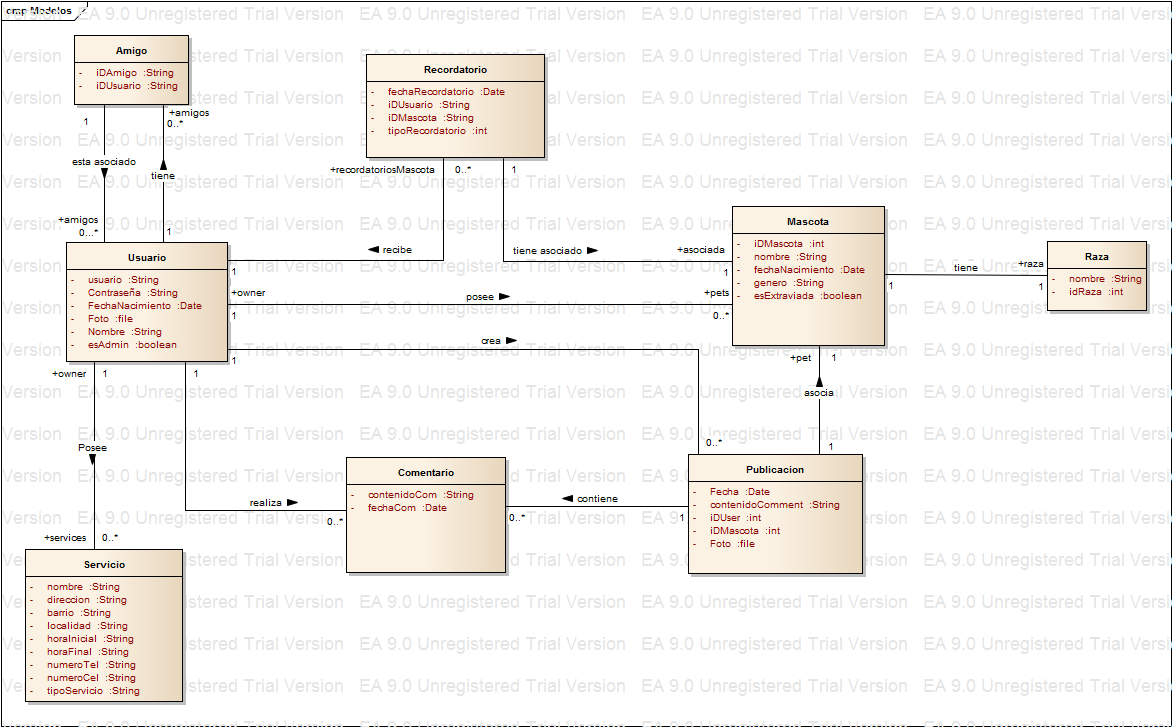 cmp Modelos
EA 9.0 Unregistered Trial Version
Amigo
- iDAmigo :String
- iDUsuario :String
1
+amigos
0..*
esta asociado
tiene
+amigos
0...*
1
Recordatorio
- fechaRecordatorio :Date
- iDUsuario :String
- iDMascota :String
- tipoRecordatorio :int
+recordatoriosMascota
0..*
1
recibe
tiene asociado
+asociada
1
Usuario
- usuario :String
- Contraseña :String
- FechaNacimiento :Date
- Foto :file
- Nombre :String
- esAdmin :boolean
1
+owner
1
posee
+pets
0..*
1
crea
0..*
Mascota
- iDMascota :int
- nombre :String
- fechaNacimiento :Date
- genero :String
- esExtraviada :boolean
1
tiene
+raza
1
Raza
- nombre :String
- idRaza :int
+pet
1
asocia
1
+owner
1
1
Posee
+services
0..*
realiza
0..*
Comentario
- contenidoCom :String
- fechaCom :Date
0..*
contiene
1
Publicacion
- Fecha :Date
- contenidoComment :String
- iDUser :int
- iDMascota :int
- Foto :file
Servicio
- nombre :String
- direccion :String
- barrio :String
- localidad :String
- horaInicial :String
- horaFinal :String
- numeroTel :String
- numeroCel :String
- tipoServicio :String